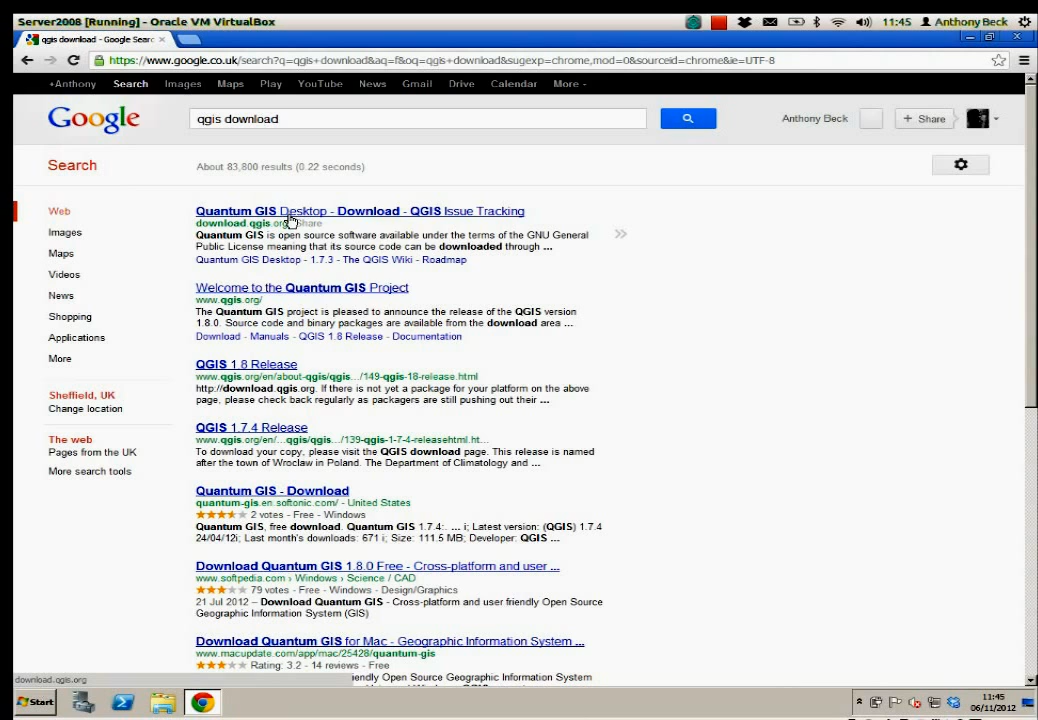 Server2008 [Running] - Oracle VM VirtualBox
11:45 Anthony Beck
qgis download - Google Searc
https://www.google.co.uk/search?q=qgis+download&aq=f&oq=qgis+download&sugexp=chrome,mod=0&sourceid=chrome&ie=UTF-8
+Anthony Search Images Maps Play YouTube News Gmail Drive Calendar More
Google
qgis download
Anthony Beck
+ Share
Search
About 83,800 results (0.22 seconds)
Web
Images
Maps
Videos
News
Shopping
Applications
More
Sheffield, UK
Change location
The web
Pages from the UK
More search tools
Quantum GIS Desktop - Download - QGIS Issue Tracking
download.qgis.org Share
Quantum GIS is open source software available under the terms of the GNU General
Public License meaning that its source code can be downloaded through ...
Quantum GIS Desktop - 1.7.3 - The QGIS Wiki - Roadmap
Welcome to the Quantum GIS Project
www.qgis.org/
The Quantum GIS project is pleased to announce the release of the QGIS version
1.8.0. Source code and binary packages are available from the download area ...
Download - Manuals - QGIS 1.8 Release - Documentation
QGIS 1.8 Release
www.qgis.org/en/about-qgis/qgis.../149-qgis-18-release.html
http://download.qgis.org. If there is not yet a package for your platform on the above
page, please check back regularly as packagers are still pushing out their ...
QGIS 1.7.4 Release
www.qgis.org/en/...qgis/qgis.../139-qgis-1-7-4-releasehtml.ht...
To download your copy, please visit the QGIS download page. This release is named
after the town of Wroclaw in Poland. The Department of Climatology and ...
Quantum GIS - Download
quantum-gis.en.softonic.com/ - United States
2 votes - Free - Windows
Quantum GIS, free download. Quantum GIS 1.7.4:. ... i; Latest version: (QGIS) 1.7.4
24/04/12i; Last month's downloads: 671 i; Size: 111.5 MB; Developer: QGIS ...
Download Quantum GIS 1.8.0 Free - Cross-platform and user ...
www.softpedia.com › Windows › Science / CAD
79 votes - Free - Windows - Design/Graphics
21 Jul 2012 – Download Quantum GIS - Cross-platform and user friendly Open Source
Geographic Information System (GIS)
Download Quantum GIS for Mac - Geographic Information System ...
www.macupdate.com/app/mac/25428/quantum-gis
Rating: 3.2 - 14 reviews - Free
iendly Open Source Geographic Information System
download.qgis.org
Start
11:45
06/11/2012